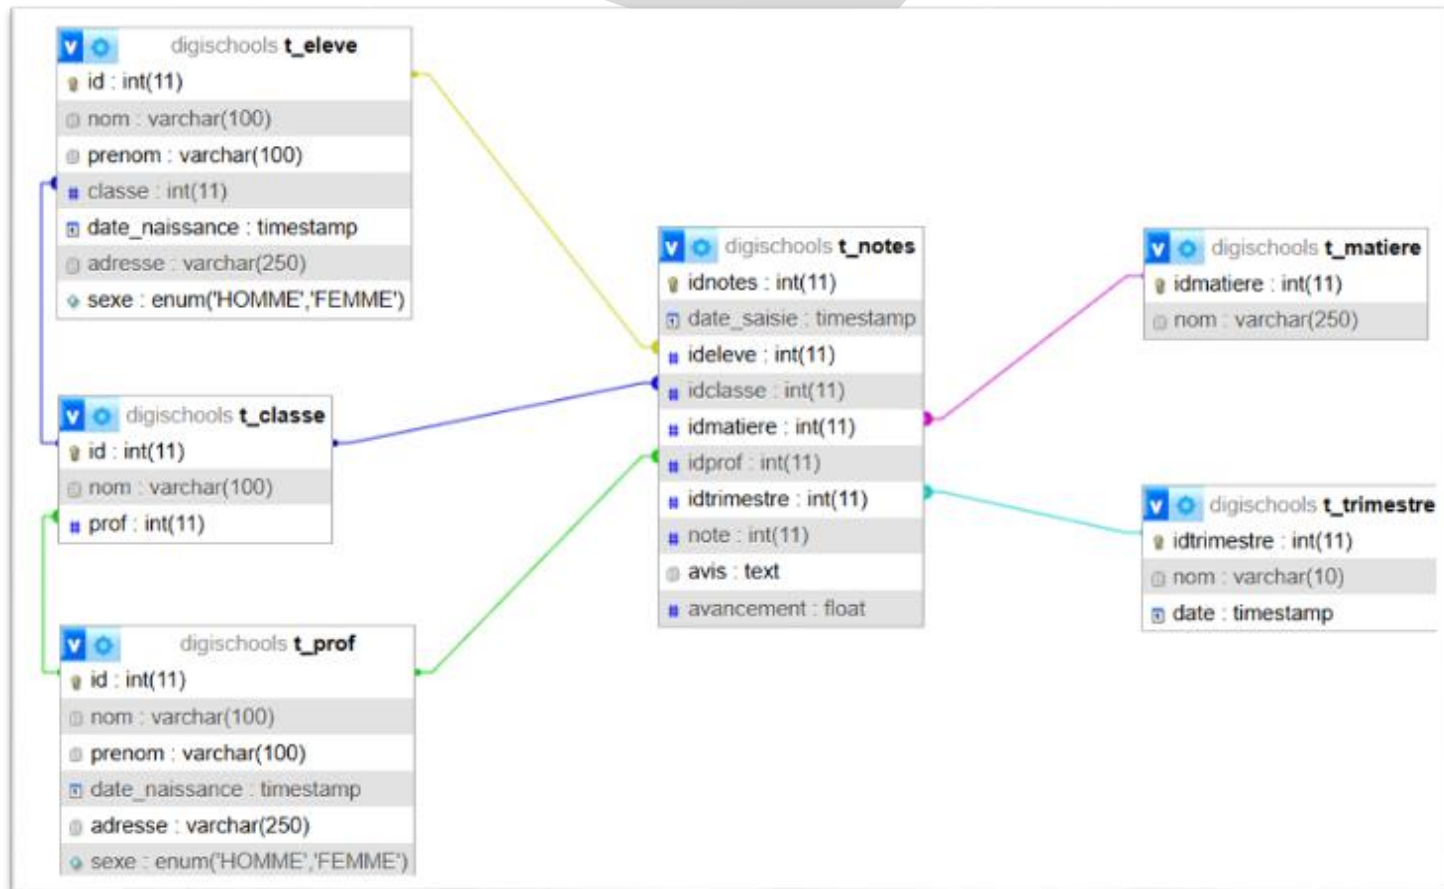 digischools t_eleve
id : int(11)
nom : varchar(100)
prenom : varchar(100)
classe : int(11)
date_naissance : timestamp
adresse : varchar(250)
sexe : enum('HOMME','FEMME')
digischools t_classe
id : int(11)
nom : varchar(100)
prof : int(11)
digischools t_prof
id : int(11)
nom : varchar(100)
prenom : varchar(100)
date_naissance : timestamp
adresse : varchar(250)
sexe : enum('HOMME','FEMME')
digischools t_notes
idnotes : int(11)
date_saisie : timestamp
ideleve : int(11)
idclasse : int(11)
idmatiere : int(11)
idprof : int(11)
idtrimestre : int(11)
note : int(11)
avis : text
avancement : float
digischools t_matiere
idmatiere : int(11)
nom : varchar(250)
digischools t_trimestre
idtrimestre : int(11)
nom : varchar(10)
date : timestamp